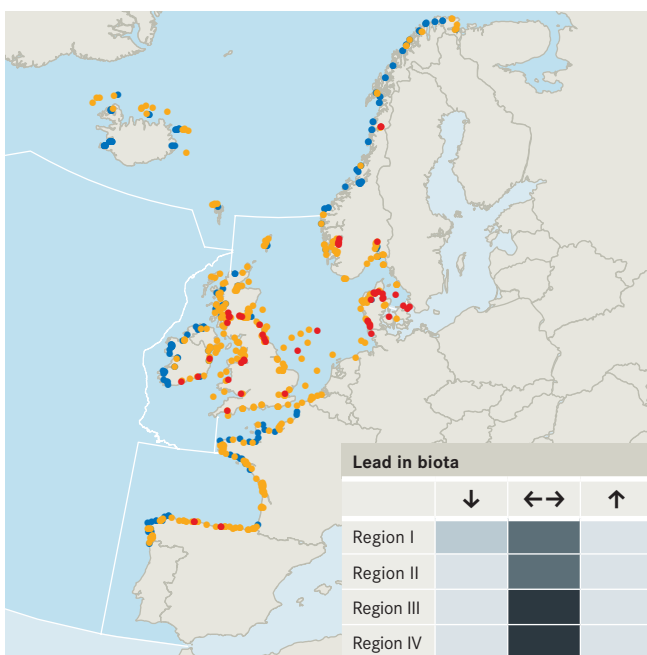 Lead in biota
↓ ←→ ↑
Region I
Region II
Region III
Region IV